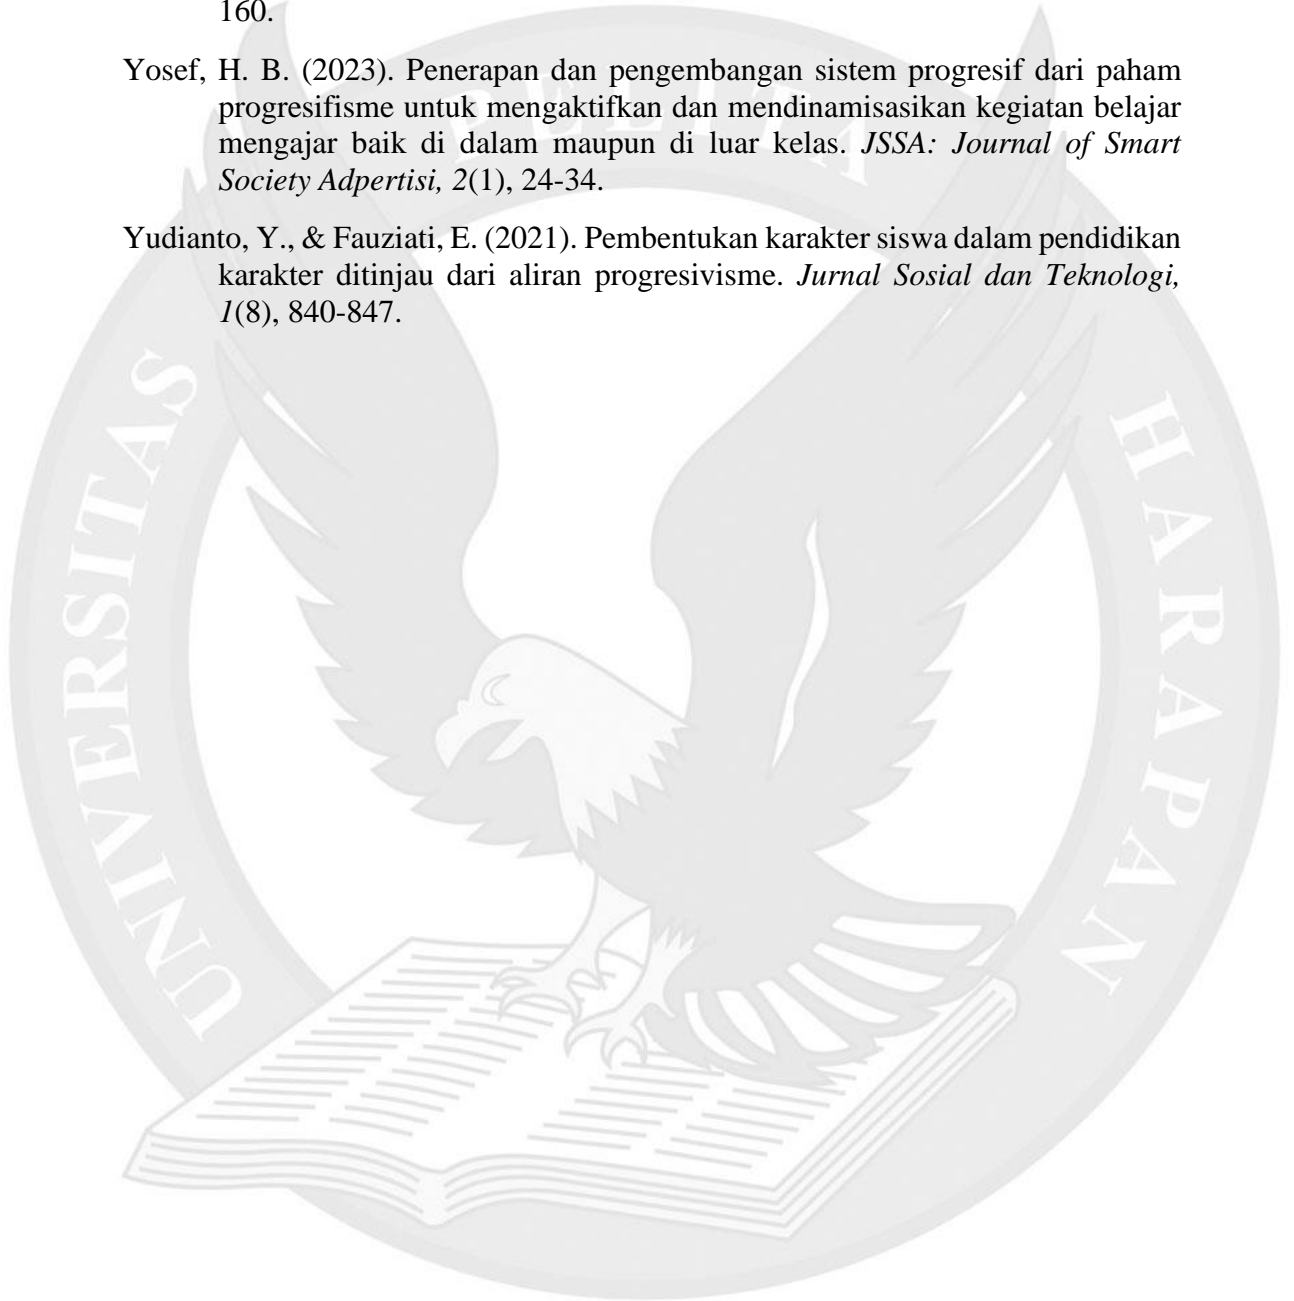 160.
Yosef, H. B. (2023). Penerapan dan pengembangan sistem progresif dari paham
progresifisme untuk mengaktifkan dan mendinamisasikan kegiatan belajar
mengajar baik di dalam maupun di luar kelas. JSSA: Journal of Smart
Society Adpertisi, 2(1), 24-34.
Yudianto, Y., & Fauziati, E. (2021). Pembentukan karakter siswa dalam pendidikan
karakter ditinjau dari aliran progresivisme. Jurnal Sosial dan Teknologi,
1(8), 840-847.
UNIVERSITAS
PELITA
HARAPAN